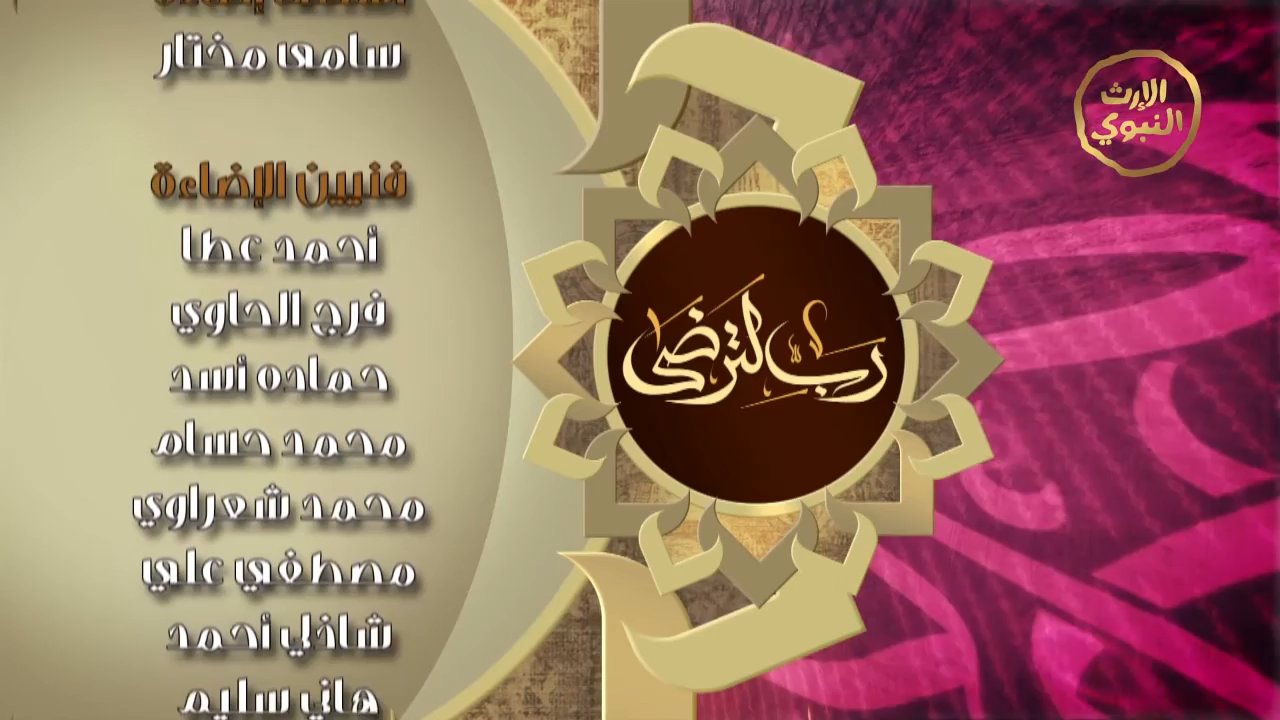 سامى مختار
فنيين الإضاءة
أحمد عطا
فرج الحاوي
حماده أسد
محمد حسام
محمد شعراوي
مصطفي علي
شاذلي أحمد
هاني سليم
رب لترضى
الإرث
النبوي